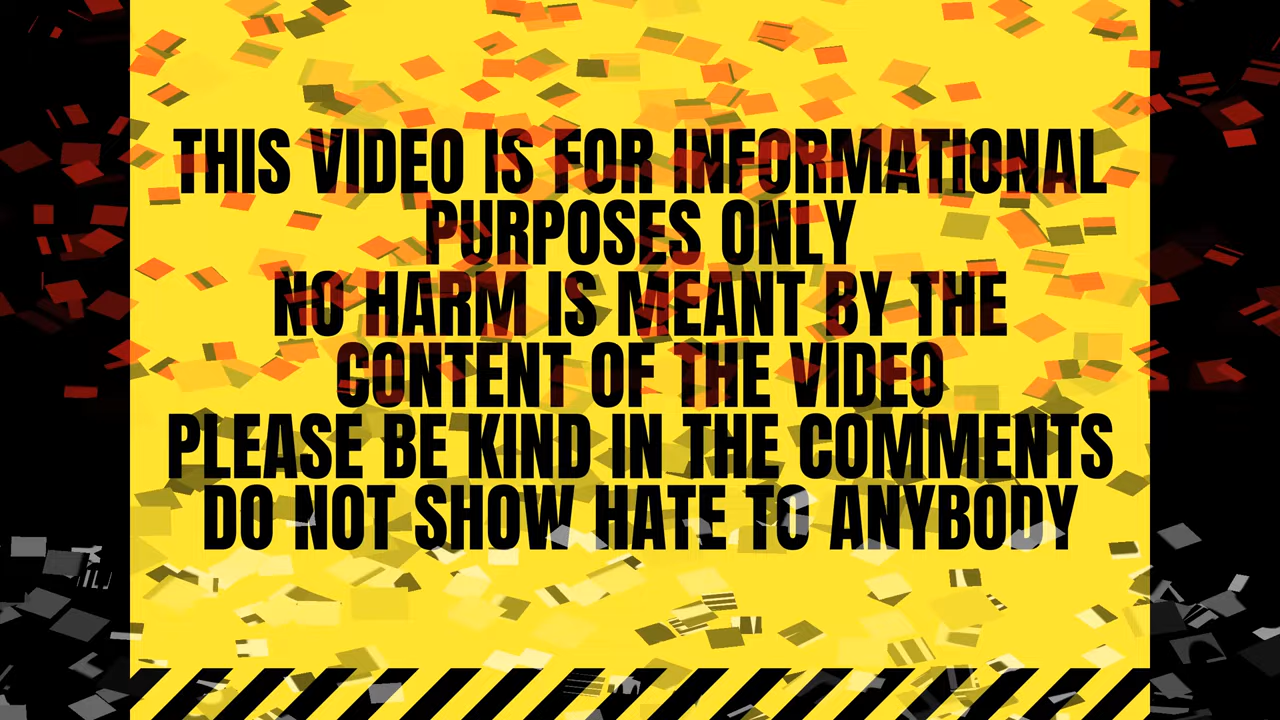 THIS VIDEO IS FOR INFORMATIONAL
PURPOSES ONLY
NO HARM IS MEANT BY THE
CONTENT OF THE VIDEO
PLEASE BE KIND IN THE COMMENTS
DO NOT SHOW HATE TO ANYBODY